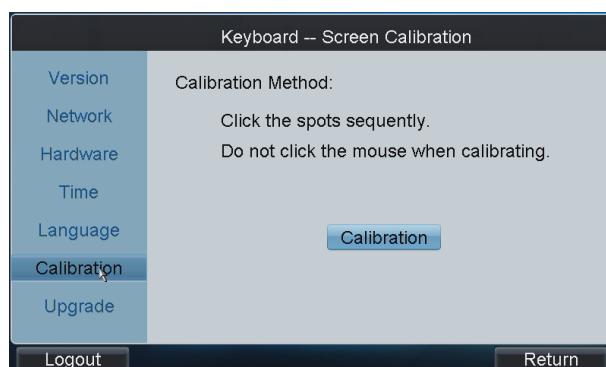 Keyboard -- Screen Calibration
Version
Network
Hardware
Time
Language
Calibration
Upgrade
Calibration Method:
Click the spots sequently.
Do not click the mouse when calibrating.
Calibration
Logout
Return